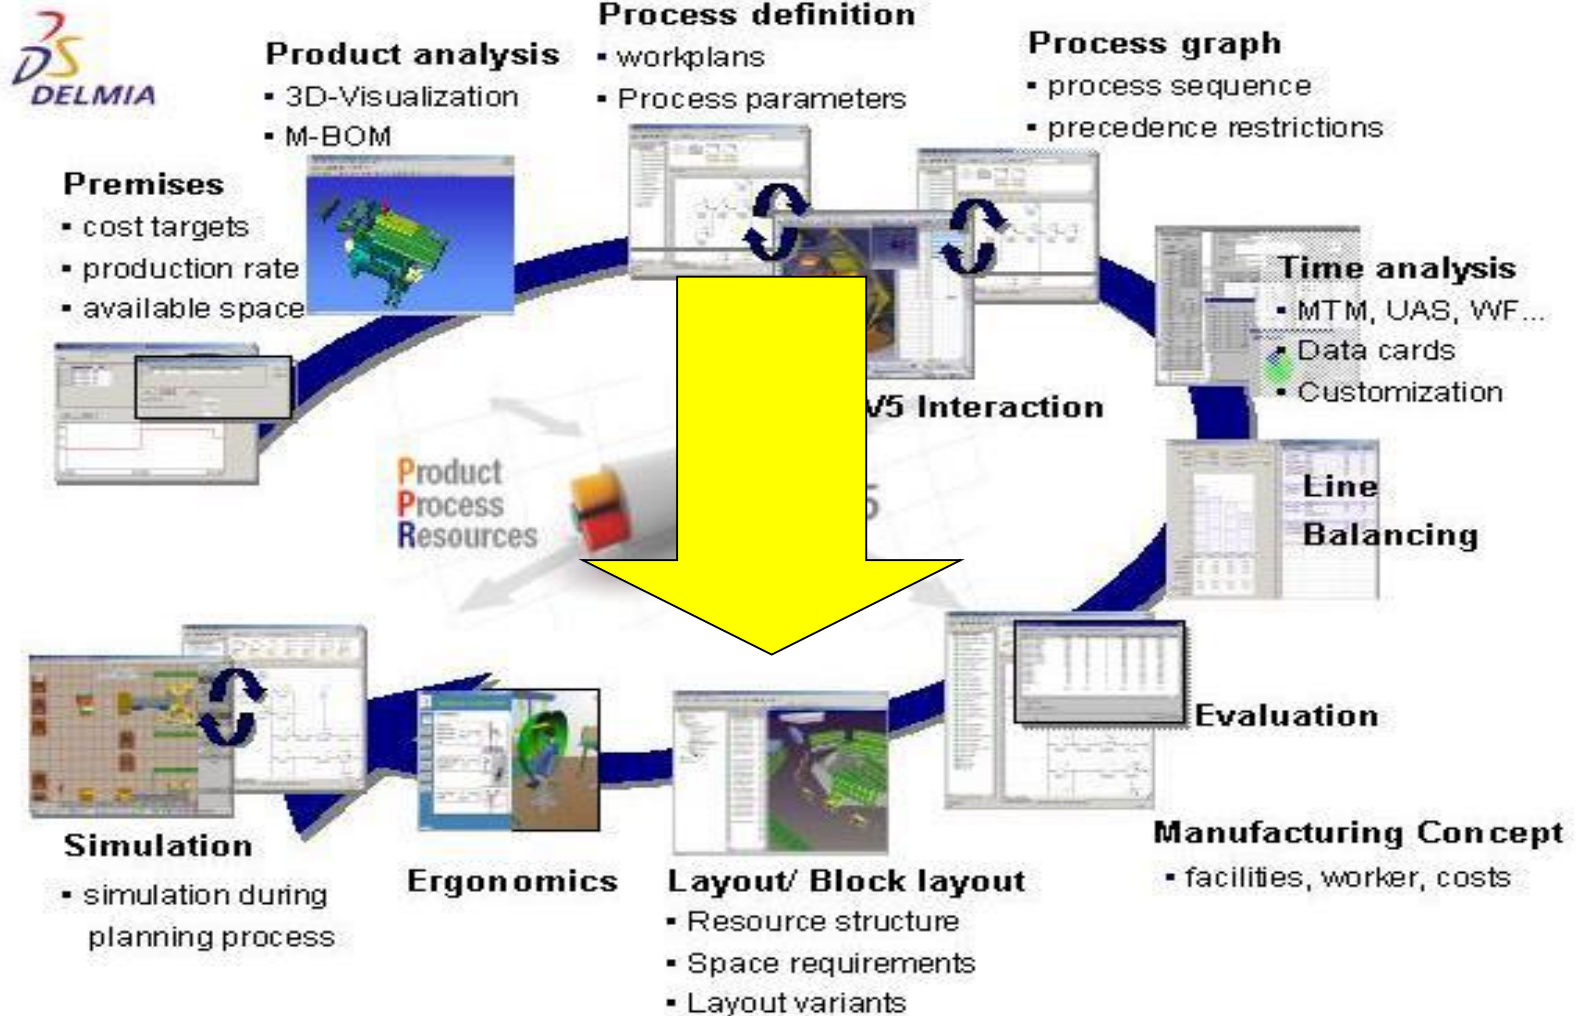 DS
DELMIA
Process definition
▪ workplans
▪ Process parameters
Product analysis
▪ 3D-Visualization
▪ M-BOM
Process graph
▪ process sequence
▪ precedence restrictions
Premises
▪ cost targets
▪ production rate
▪ available space
Time analysis
▪ MTM, UAS, WF...
▪ Data cards
▪ Customization
V5 Interaction
Product
Process
Resources
5
Line
Balancing
Evaluation
Manufacturing Concept
▪ facilities, worker, costs
Simulation
▪ simulation during
planning process
Ergonomics
Layout/ Block layout
▪ Resource structure
▪ Space requirements
▪ Layout variants